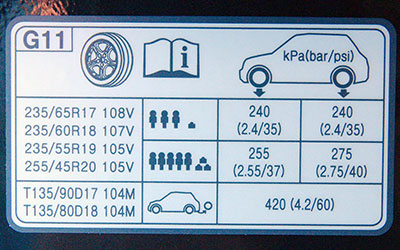 G11
i
kPa(bar/psi)
235/65R17 108V
235/60R18 107V
240
(2.4/35)
240
(2.4/35)
235/55R19 105V
255/45R20 105V
255
(2.55/37)
275
(2.75/40)
T135/90D17 104M
T135/80D18 104M
420 (4.2/60)